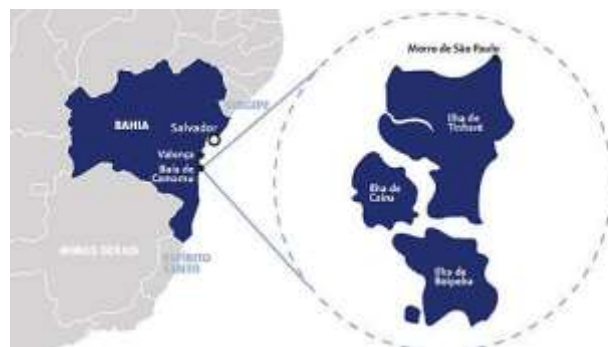 BAHIA
SERGIPE
Salvador
Valença
Baía de
Camamu
MINAS GERAIS
ESPÍRITO
SANTO
Morro de São Paulo
Ilha de
Tinharé
Ilha de
Cairu
Ilha de
Boipeba